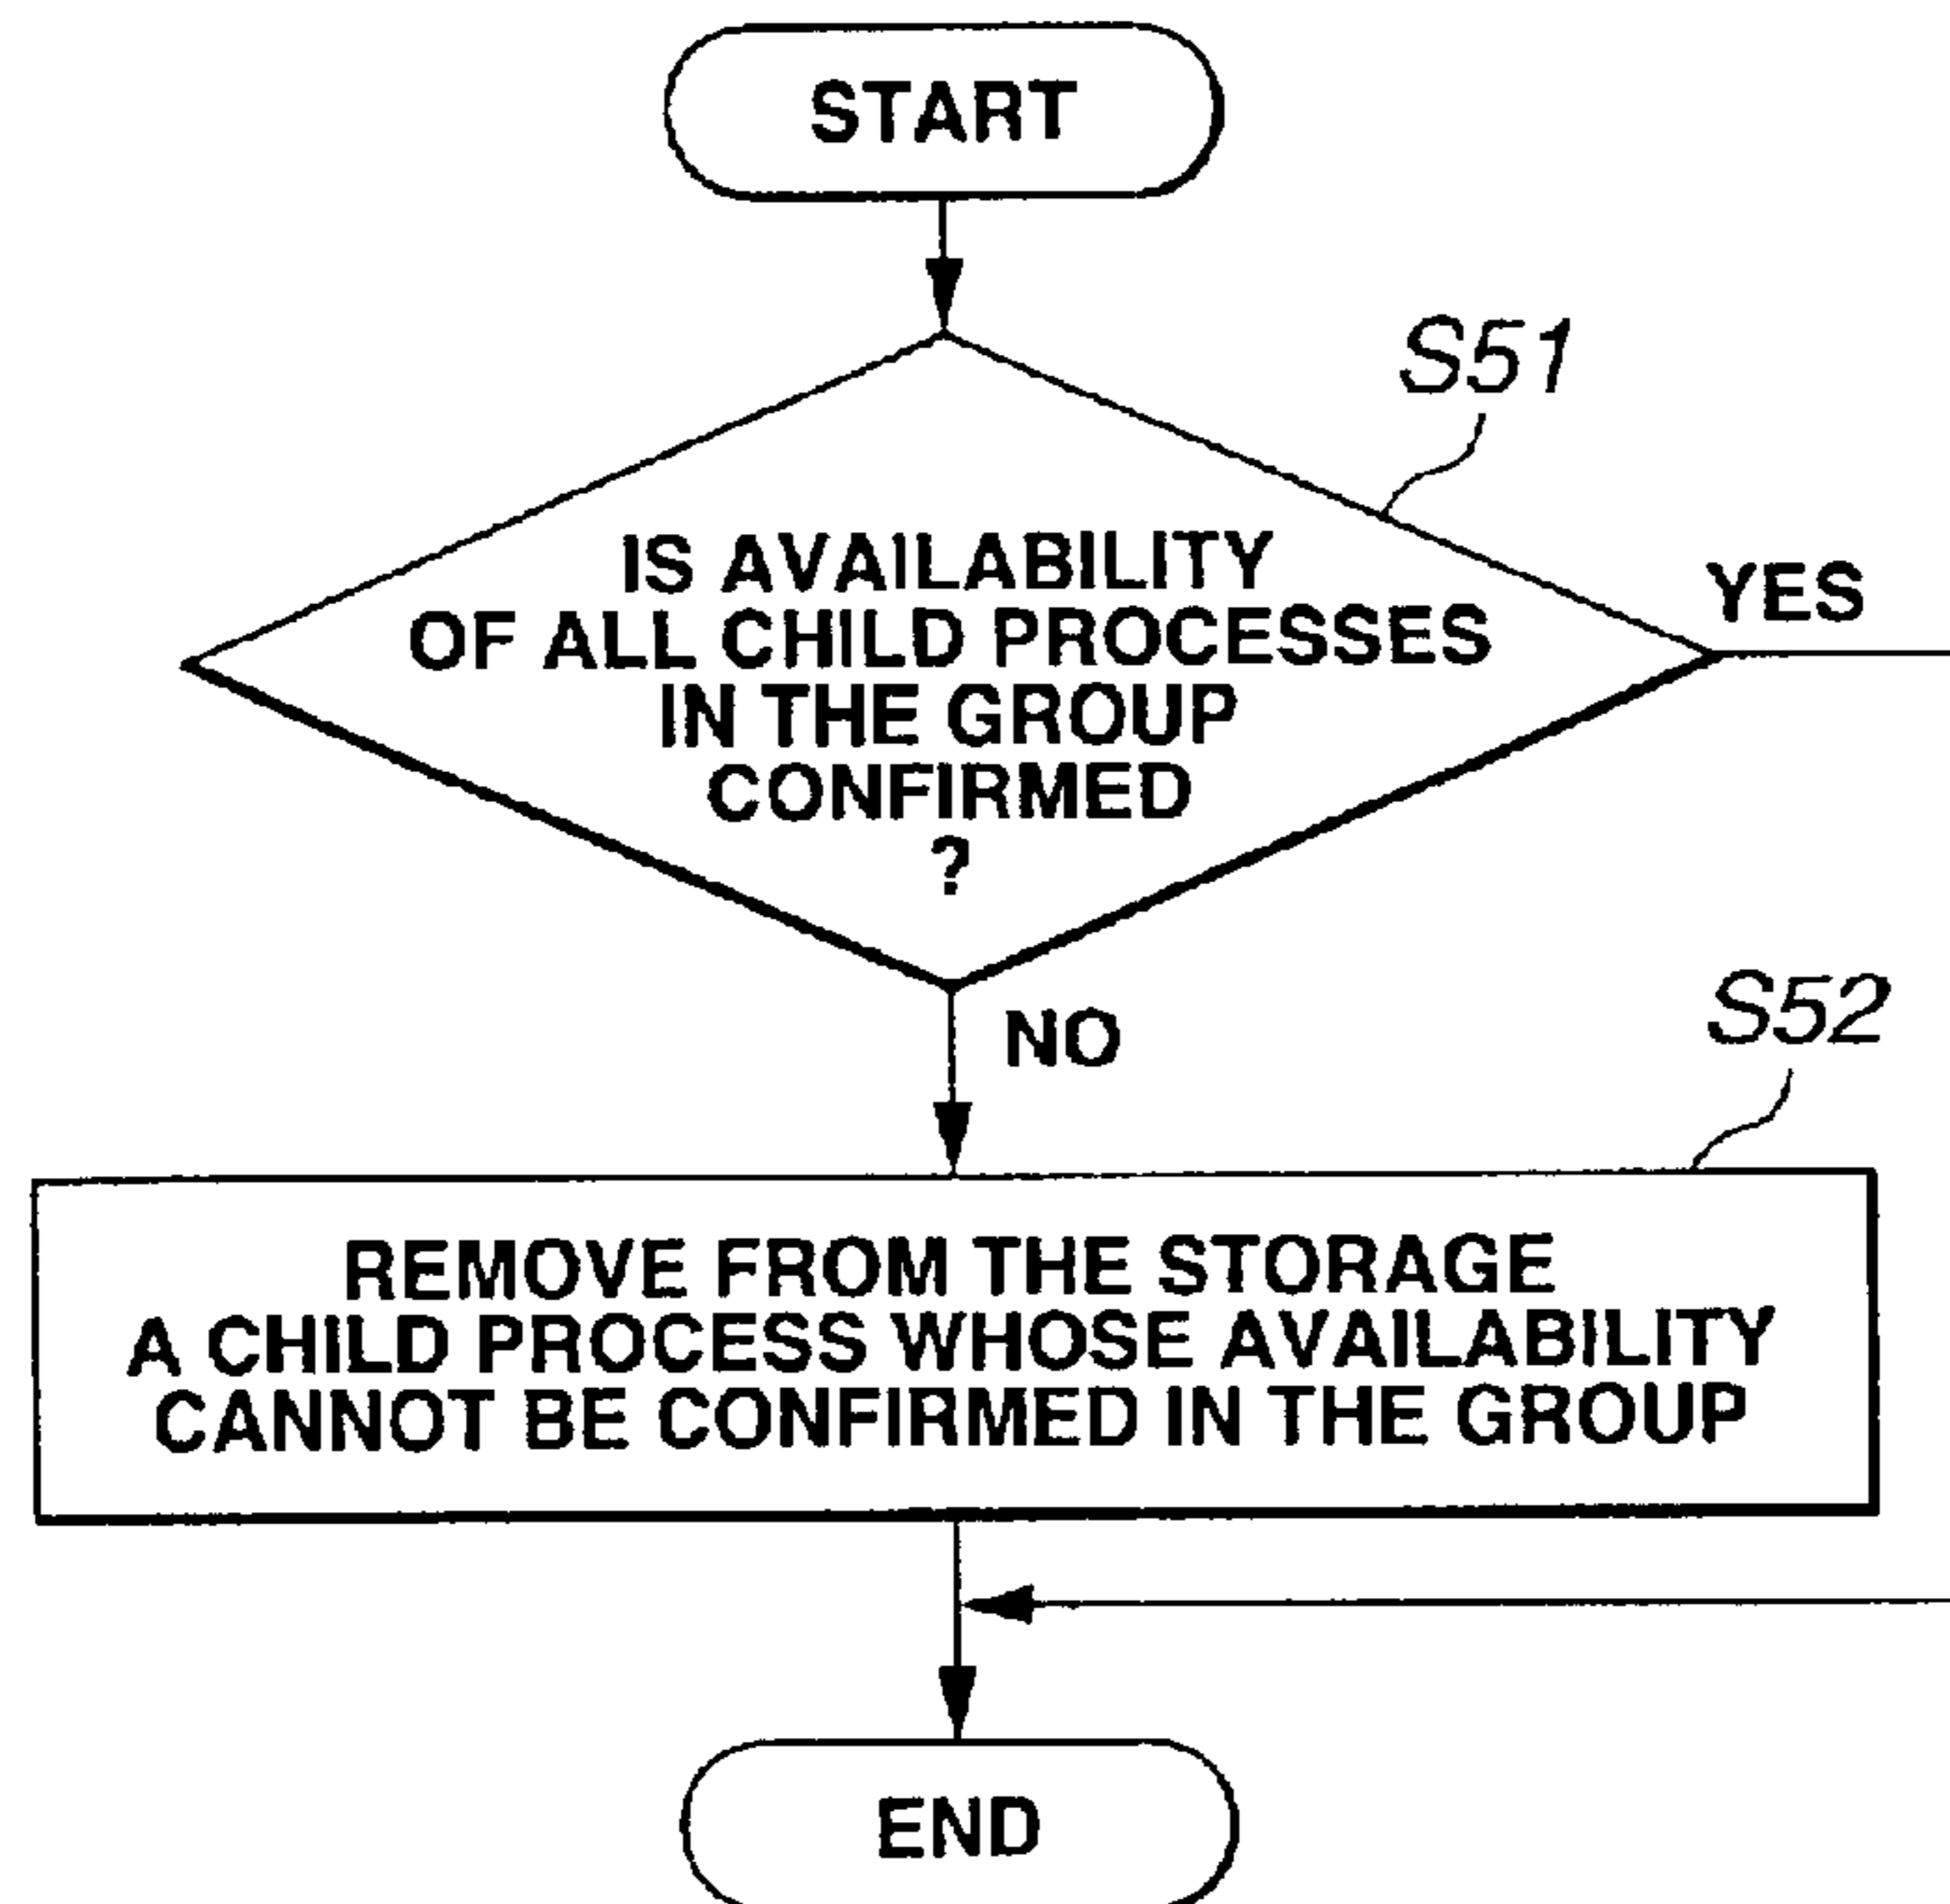 START
S51
IS AVAILABILITY
OF ALL CHILD PROCESSES
IN THE GROUP
CONFIRMED
?
YES
NO
S52
REMOVE FROM THE STORAGE
A CHILD PROCESS WHOSE AVAILABILITY
CANNOT BE CONFIRMED IN THE GROUP
END